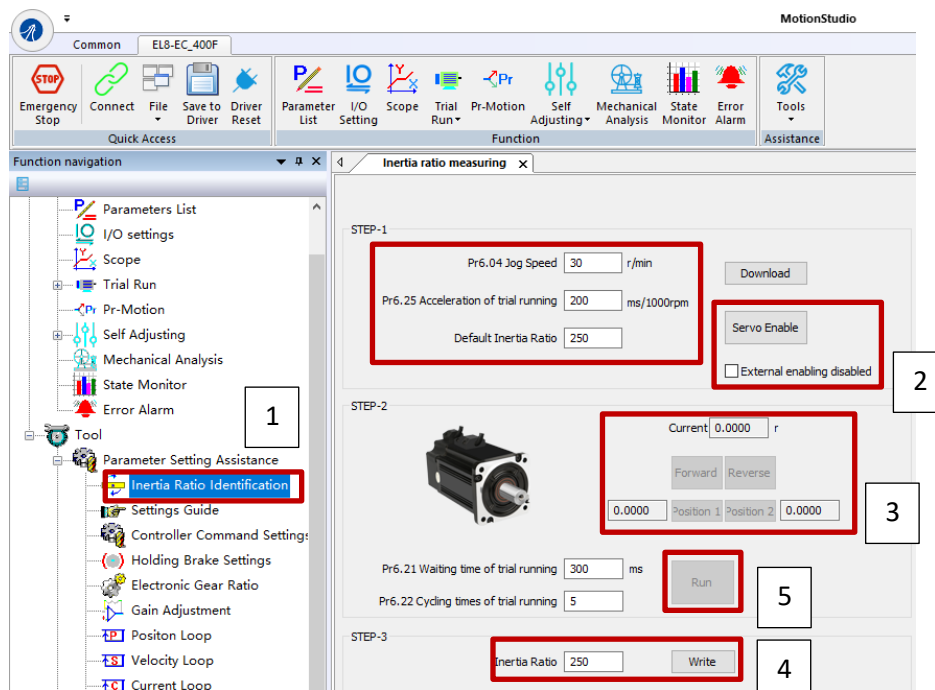 MotionStudio
Common EL8-EC_400F
STOP
Emergency Stop
Connect
File
Save to Driver
Driver Reset
Parameter List
I/O Setting
Scope
Trial Run
Pr-Motion
Self Adjusting
Mechanical Analysis
State Monitor
Error Alarm
Tools
Quick Access
Function
Assistance
Function navigation
Inertia ratio measuring x
Parameters List
I/O settings
Scope
Trial Run
Pr-Motion
Self Adjusting
Mechanical Analysis
State Monitor
Error Alarm
1
Tool
Parameter Setting Assistance
Inertia Ratio Identification
Settings Guide
Controller Command Settings
Holding Brake Settings
Electronic Gear Ratio
Gain Adjustment
Positon Loop
Velocity Loop
Current Loop
STEP-1
Pr6.04 Jog Speed 30 r/min
Pr6.25 Acceleration of trial running 200 ms/1000rpm
Default Inertia Ratio 250
Download
Servo Enable
External enabling disabled
2
STEP-2
Current 0.0000 r
Forward Reverse
0.0000 Position 1 Position 2 0.0000
3
Pr6.21 Waiting time of trial running 300 ms
Pr6.22 Cycling times of trial running 5
Run
5
STEP-3
Inertia Ratio 250 Write
4